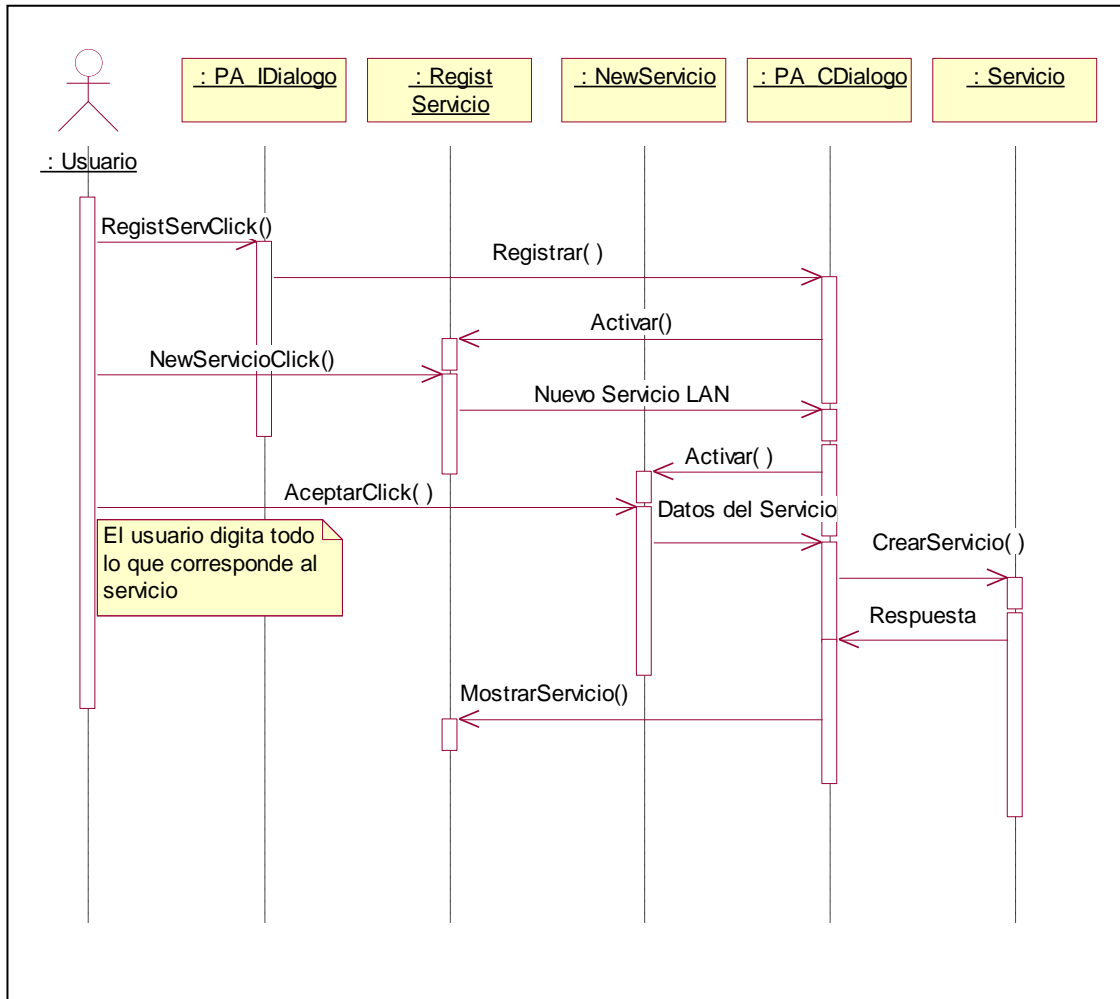 : PA_IDialogo
: Regist
Servicio
: NewServicio
: PA_CDialogo
: Servicio
: Usuario
RegistServClick()
Registrar( )
Activar()
NewServicioClick()
Nuevo Servicio LAN
Activar( )
AceptarClick( )
Datos del Servicio
El usuario digita todo
lo que corresponde al
servicio
CrearServicio( )
Respuesta
MostrarServicio()